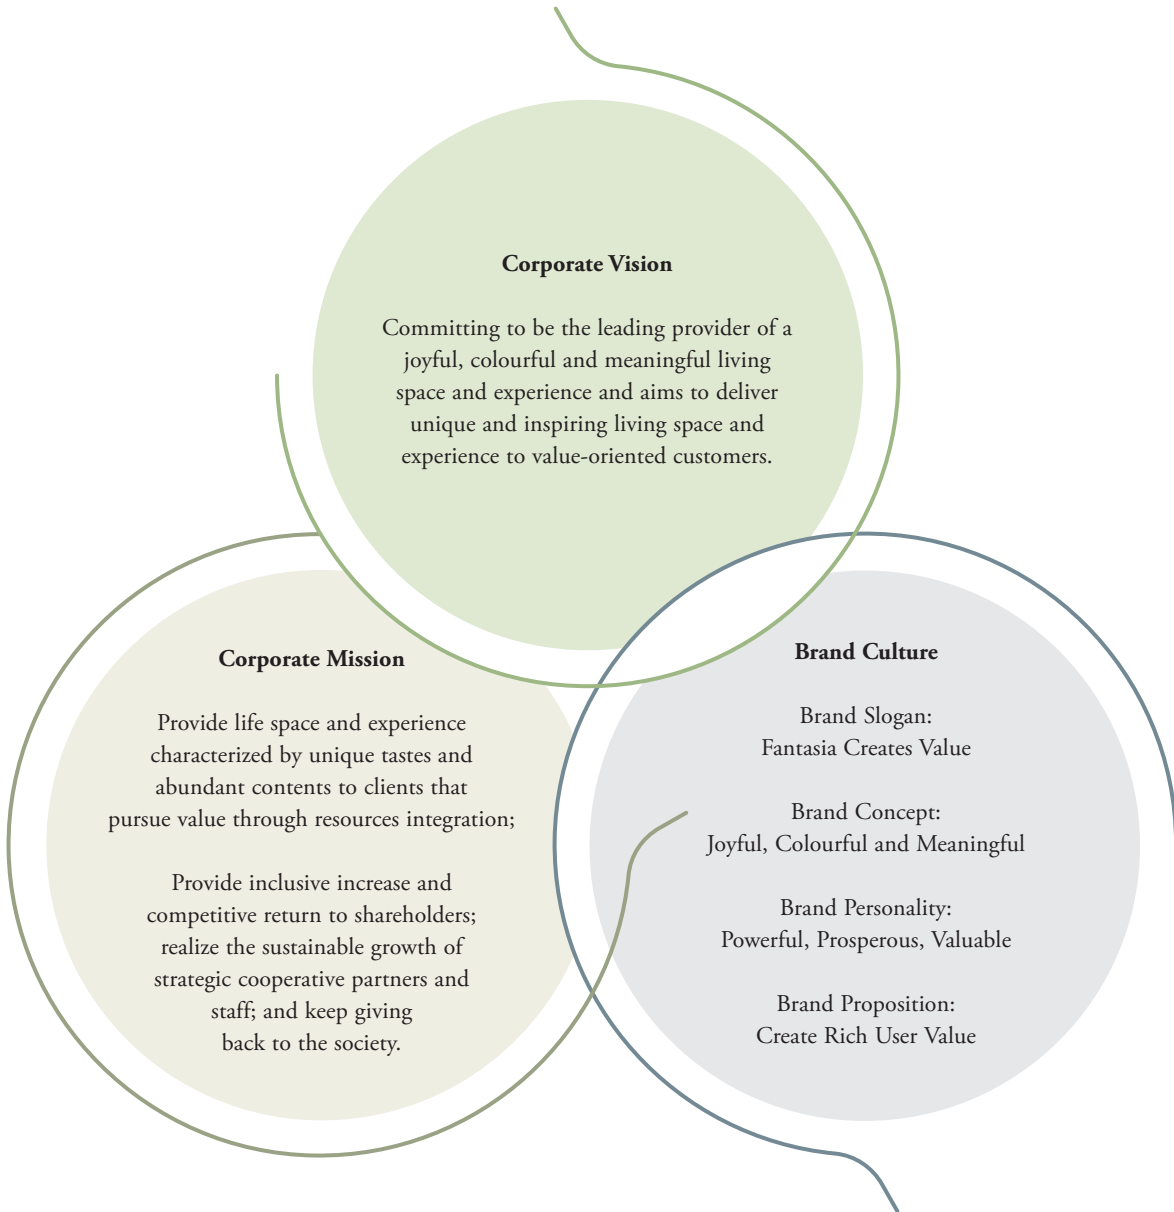 Corporate Vision
Committing to be the leading provider of a
joyful, colourful and meaningful living
space and experience and aims to deliver
unique and inspiring living space and
experience to value-oriented customers.
Corporate Mission
Provide life space and experience
characterized by unique tastes and
abundant contents to clients that
pursue value through resources integration;
Provide inclusive increase and
competitive return to shareholders;
realize the sustainable growth of
strategic cooperative partners and
staff; and keep giving
back to the society.
Brand Culture
Brand Slogan:
Fantasia Creates Value
Brand Concept:
Joyful, Colourful and Meaningful
Brand Personality:
Powerful, Prosperous, Valuable
Brand Proposition:
Create Rich User Value